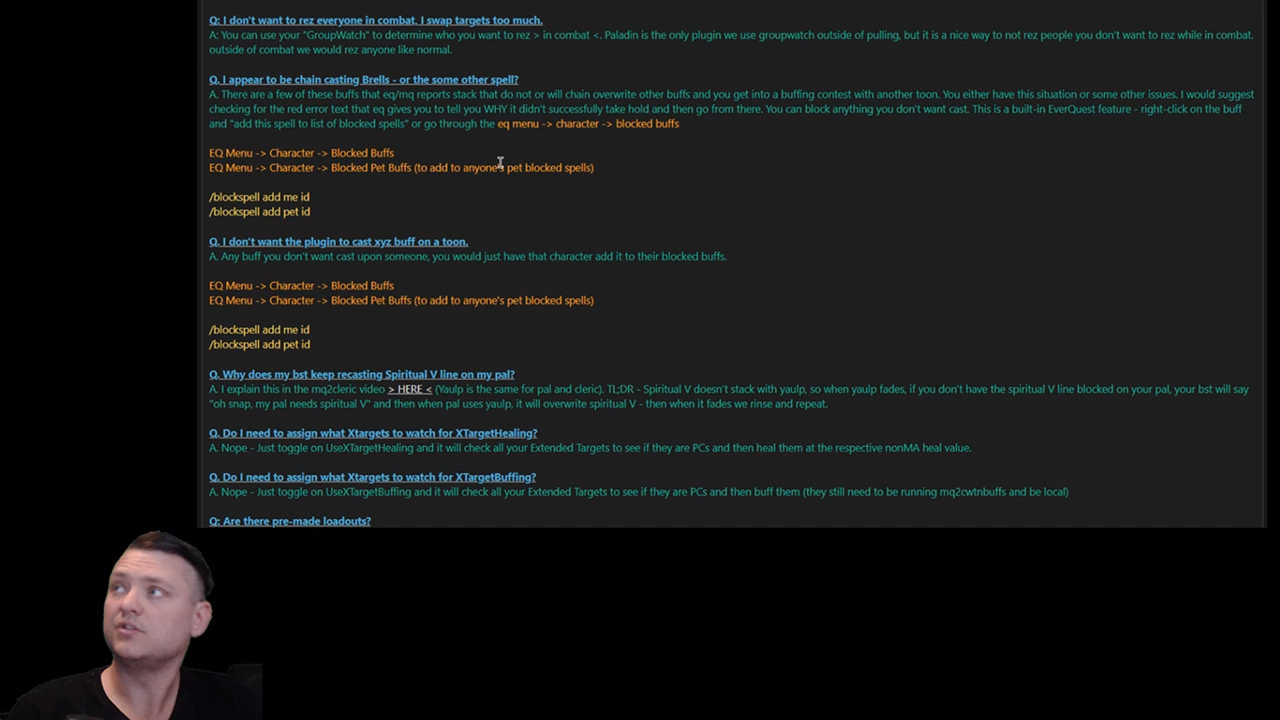 Q: I don't want to rez everyone in combat, I swap targets too much.
A: You can use your "GroupWatch" to determine who you want to rez > in combat <. Paladin is the only plugin we use groupwatch outside of pulling, but it is a nice way to not rez people you don't want to rez while in combat.
outside of combat we would rez anyone like normal.
Q. I appear to be chain casting Brells - or the some other spell?
A. There are a few of these buffs that eq/mq reports stack that do not or will chain overwrite other buffs and you get into a buffing contest with another toon. You either have this situation or some other issues. I would suggest
checking for the red error text that eq gives you to tell you WHY it didn't successfully take hold and then go from there. You can block anything you don't want cast. This is a built-in EverQuest feature - right-click on the buff
and "add this spell to list of blocked spells" or go through the eq menu -> character -> blocked buffs
EQ Menu -> Character -> Blocked Buffs
EQ Menu -> Character -> Blocked Pet Buffs (to add to anyone's pet blocked spells)
/blockspell add me id
/blockspell add pet id
Q. I don't want the plugin to cast xyz buff on a toon.
A. Any buff you don't want cast upon someone, you would just have that character add it to their blocked buffs.
EQ Menu -> Character -> Blocked Buffs
EQ Menu -> Character -> Blocked Pet Buffs (to add to anyone's pet blocked spells)
/blockspell add me id
/blockspell add pet id
Q. Why does my bst keep recasting Spiritual V line on my pal?
A. I explain this in the mq2cleric video > HERE < (Yaulp is the same for pal and cleric). TL;DR - Spiritual V doesn't stack with yaulp, so when yaulp fades, if you don't have the spiritual V line blocked on your pal, your bst will say
"oh snap, my pal needs spiritual V" and then when pal uses yaulp, it will overwrite spiritual V - then when it fades we rinse and repeat.
Q. Do I need to assign what Xtargets to watch for XTargetHealing?
A. Nope - Just toggle on UseXTargetHealing and it will check all your Extended Targets to see if they are PCs and then heal them at the respective nonMA heal value.
Q. Do I need to assign what Xtargets to watch for XTargetBuffing?
A. Nope - Just toggle on UseXTargetBuffing and it will check all your Extended Targets to see if they are PCs and then buff them (they still need to be running mq2cwtnbuffs and be local)
Q: Are there pre-made loadouts?